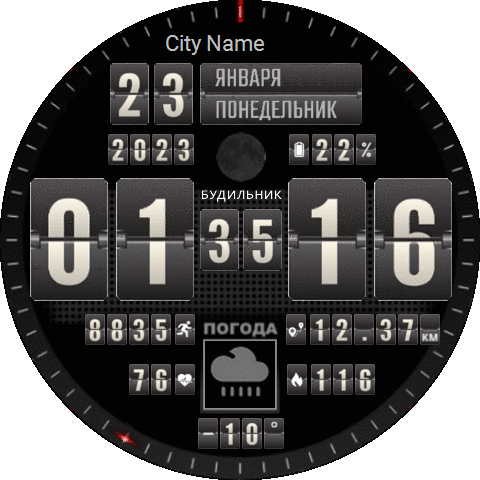 City Name
23 ЯНВАРЯ
ПОНЕДЕЛЬНИК
2023 22%
БУДИЛЬНИК
01 35 16
8835 ПОГОДА 12.37 КМ
76 116
-10°